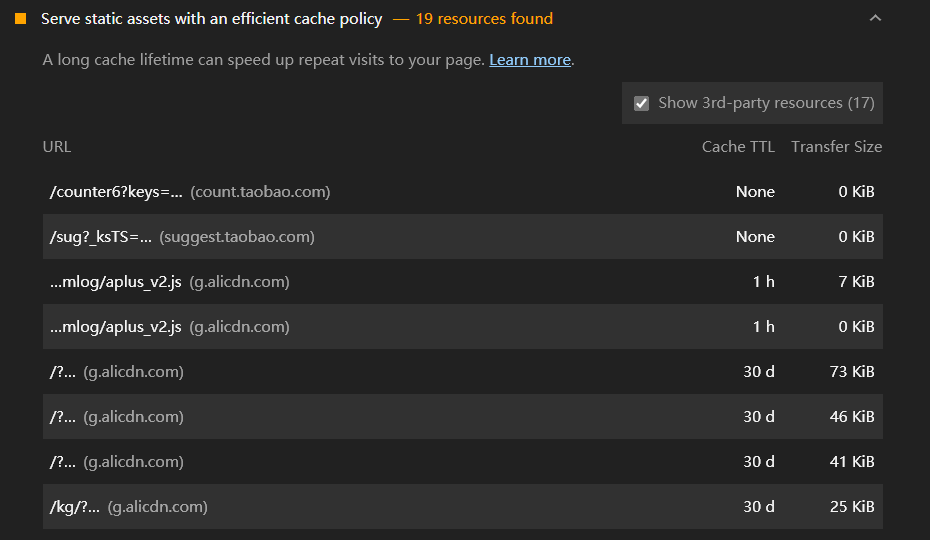 Serve static assets with an efficient cache policy — 19 resources found
A long cache lifetime can speed up repeat visits to your page. Learn more.
Show 3rd-party resources (17)
URL Cache TTL Transfer Size
/counter6?keys=... (count.taobao.com) None 0 KiB
/sug?_ksTS=... (suggest.taobao.com) None 0 KiB
...mlog/aplus_v2.js (g.alicdn.com) 1 h 7 KiB
...mlog/aplus_v2.js (g.alicdn.com) 1 h 0 KiB
/?... (g.alicdn.com) 30 d 73 KiB
/?... (g.alicdn.com) 30 d 46 KiB
/?... (g.alicdn.com) 30 d 41 KiB
/kg/?... (g.alicdn.com) 30 d 25 KiB